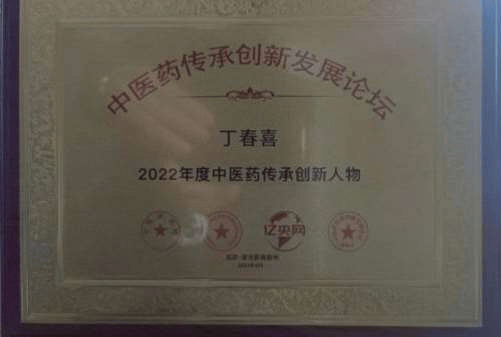 中医药传承创新发展论坛
丁春喜
2022年度中医药传承创新人物
亿央网